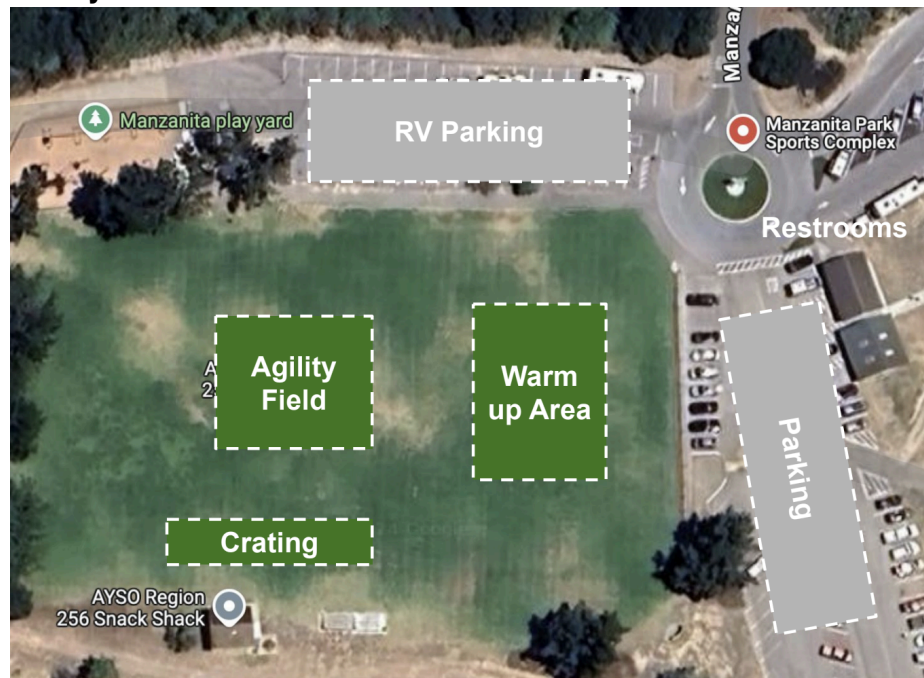 Manzanita play yard
RV Parking
Manza
Manzanita Park
Sports Complex
Restrooms
Agility
Field
Warm
up Area
Parking
Crating
AYSO Region
256 Snack Shack